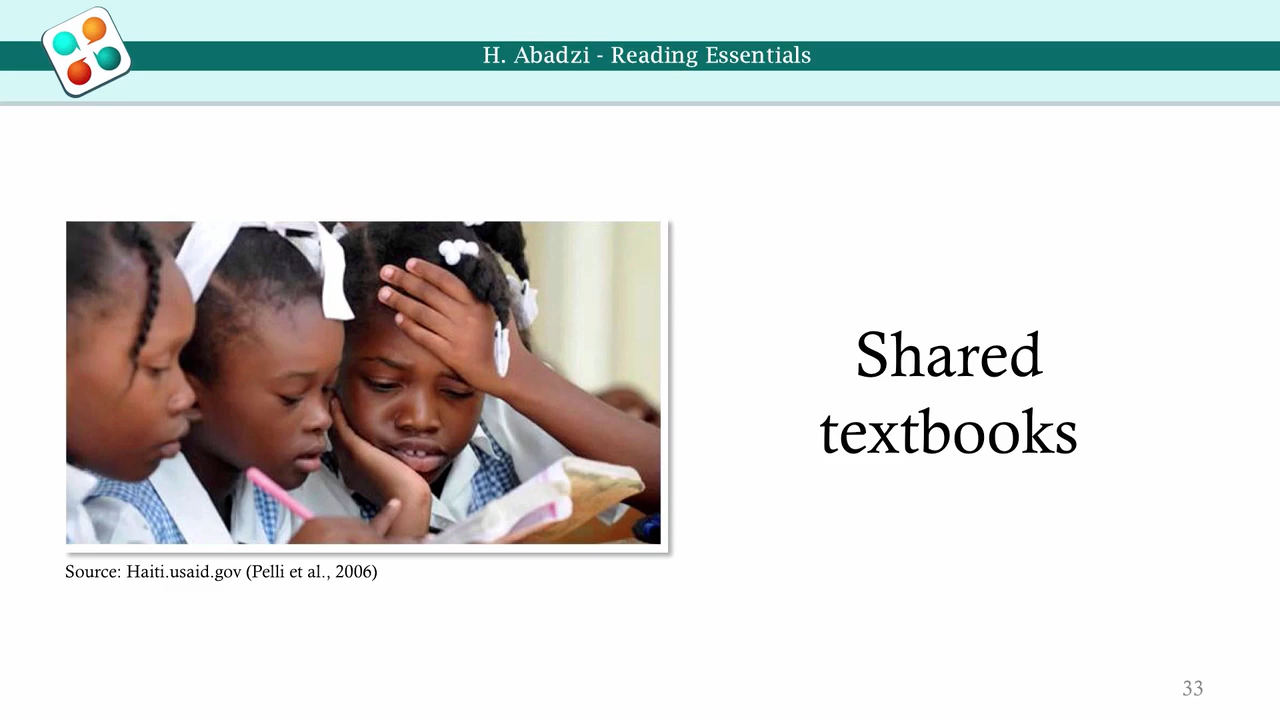 H. Abadzi - Reading Essentials
Shared
textbooks
Source: Haiti.usaid.gov (Pelli et al., 2006)
33